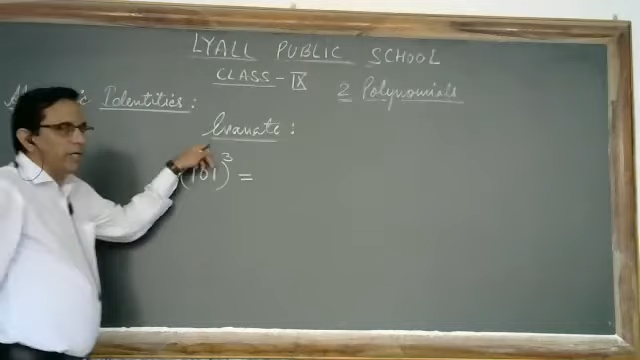 LYALL PUBLIC SCHOOL
CLASS - IX
2 Polynomials
Identities :
Evaluate :
(101)³ =